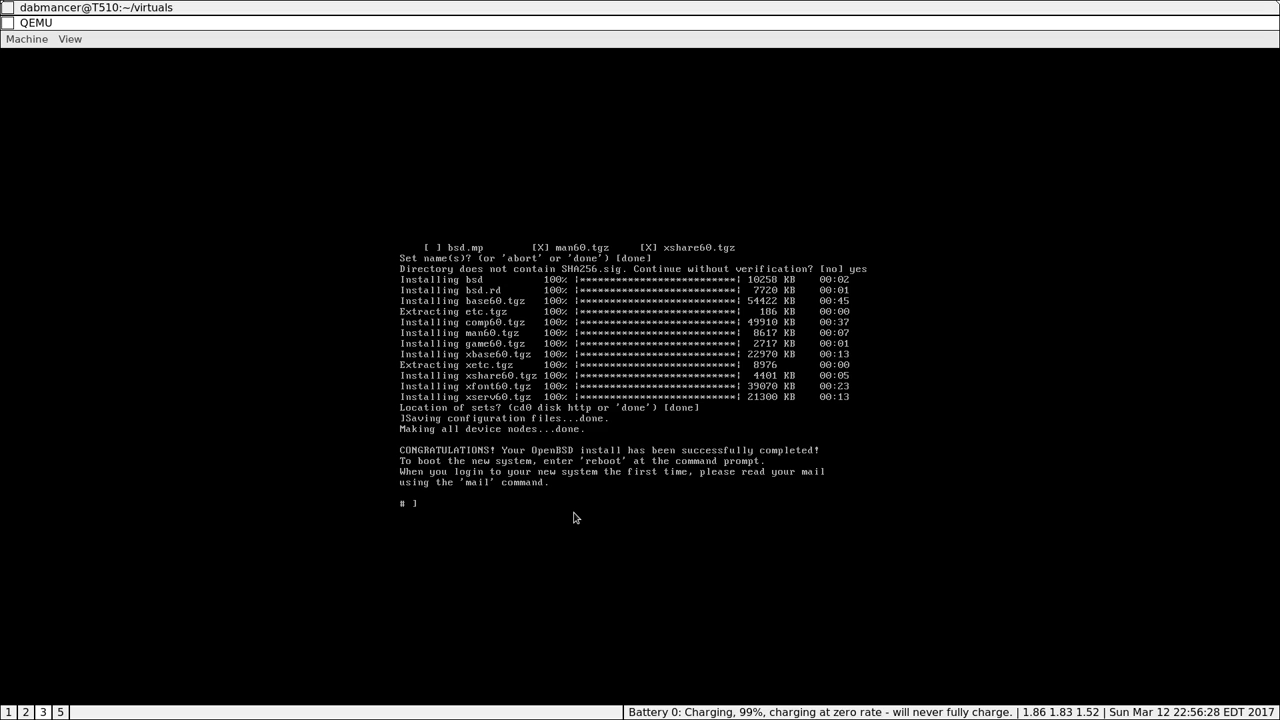 dabmancer@T510:~/virtuals
QEMU
Machine View
[ ] bsd.mp [X] man60.tgz [X] xshare60.tgz
Set name(s)? (or 'abort' or 'done') [done]
Directory does not contain SHA256.sig. Continue without verification? [no] yes
Installing bsd 100% |**************************| 10258 KB 00:02
Installing bsd.rd 100% |**************************| 7720 KB 00:01
Installing base60.tgz 100% |**************************| 54422 KB 00:45
Extracting etc.tgz 100% |**************************| 186 KB 00:00
Installing comp60.tgz 100% |**************************| 49910 KB 00:37
Installing man60.tgz 100% |**************************| 8617 KB 00:07
Installing game60.tgz 100% |**************************| 2717 KB 00:01
Installing xbase60.tgz 100% |**************************| 22970 KB 00:13
Extracting xetc.tgz 100% |**************************| 8976 00:00
Installing xshare60.tgz 100% |**************************| 4401 KB 00:05
Installing xfont60.tgz 100% |**************************| 39070 KB 00:23
Installing xserv60.tgz 100% |**************************| 21300 KB 00:13
Location of sets? (cd0 disk http or 'done') [done]
]Saving configuration files...done.
Making all device nodes...done.
CONGRATULATIONS! Your OpenBSD install has been successfully completed!
To boot the new system, enter 'reboot' at the command prompt.
When you login to your new system the first time, please read your mail
using the 'mail' command.
# ]
1 2 3 5 Battery 0: Charging, 99%, charging at zero rate - will never fully charge. | 1.86 1.83 1.52 | Sun Mar 12 22:56:28 EDT 2017